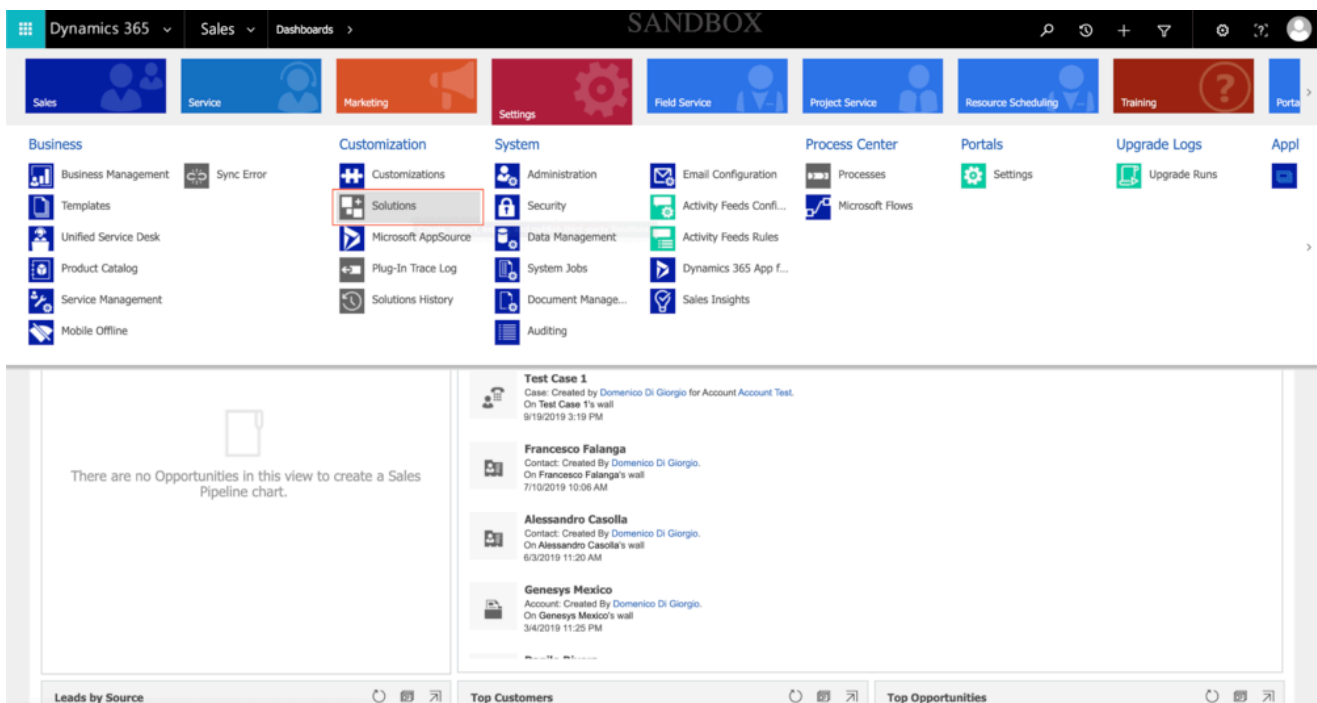 Dynamics 365 Sales Dashboards SANDBOX
Sales Service Marketing Settings Field Service Project Service Resource Scheduling Training Porta
Business Customization System Process Center Portals Upgrade Logs Appl
Business Management Sync Error Customizations Administration Email Configuration Processes Settings Upgrade Runs
Templates Solutions Security Activity Feeds Confi... Microsoft Flows
Unified Service Desk Microsoft AppSource Data Management Activity Feeds Rules
Product Catalog Plug-In Trace Log System Jobs Dynamics 365 App f...
Service Management Solutions History Document Manage... Sales Insights
Mobile Offline Auditing
There are no Opportunities in this view to create a Sales
Pipeline chart.
Test Case 1
Case: Created by Domenico Di Giorgio for Account Account Test.
On Test Case 1's wall
9/19/2019 3:19 PM
Francesco Falanga
Contact: Created By Domenico Di Giorgio.
On Francesco Falanga's wall
7/10/2019 10:06 AM
Alessandro Casolla
Contact: Created By Domenico Di Giorgio.
On Alessandro Casolla's wall
6/3/2019 11:20 AM
Genesys Mexico
Account: Created By Domenico Di Giorgio.
On Genesys Mexico's wall
3/4/2019 11:25 PM
Leads by Source Top Customers Top Opportunities